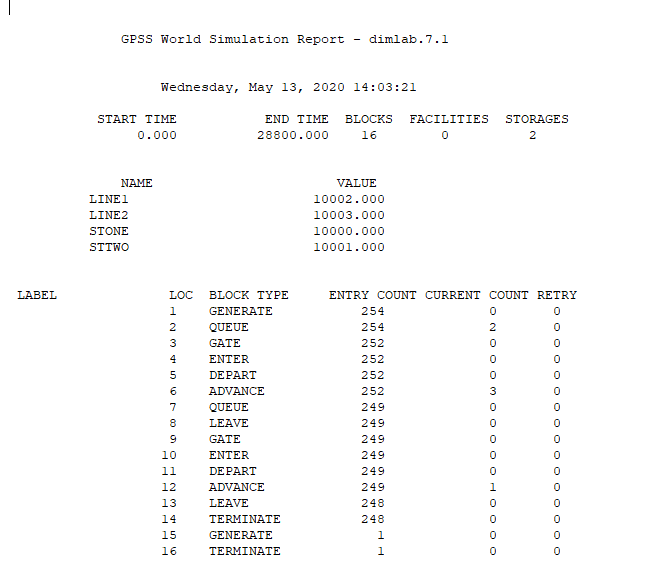 GPSS World Simulation Report - dimlab.7.1
Wednesday, May 13, 2020 14:03:21
START TIME END TIME BLOCKS FACILITIES STORAGES
0.000 28800.000 16 0 2
NAME VALUE
LINE1 10002.000
LINE2 10003.000
STONE 10000.000
STTWO 10001.000
LABEL LOC BLOCK TYPE ENTRY COUNT CURRENT COUNT RETRY
1 GENERATE 254 0 0
2 QUEUE 254 2 0
3 GATE 252 0 0
4 ENTER 252 0 0
5 DEPART 252 0 0
6 ADVANCE 252 3 0
7 QUEUE 249 0 0
8 LEAVE 249 0 0
9 GATE 249 0 0
10 ENTER 249 0 0
11 DEPART 249 0 0
12 ADVANCE 249 1 0
13 LEAVE 248 0 0
14 TERMINATE 248 0 0
15 GENERATE 1 0 0
16 TERMINATE 1 0 0